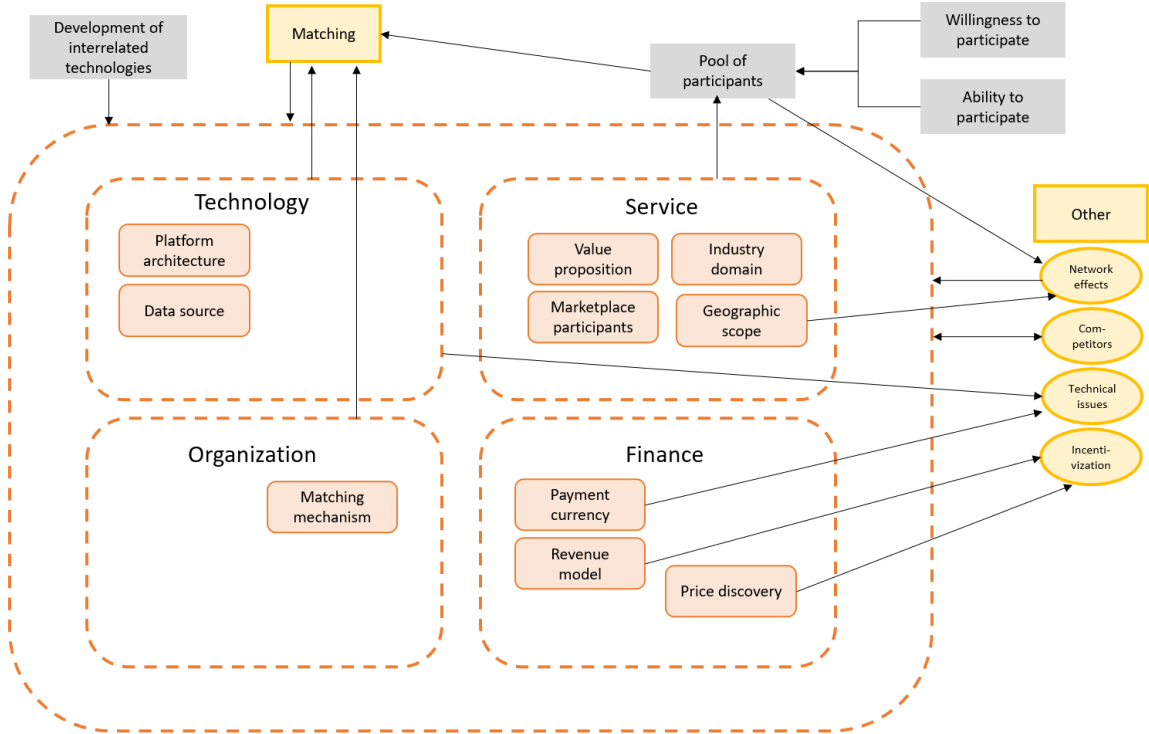 Development of
interrelated
technologies
Matching
Pool of
participants
Willingness to
participate
Ability to
participate
Technology
Platform
architecture
Data source
Service
Value
proposition
Industry
domain
Marketplace
participants
Geographic
scope
Other
Network
effects
Com-
petitors
Technical
issues
Incenti-
vization
Organization
Matching
mechanism
Finance
Payment
currency
Revenue
model
Price discovery